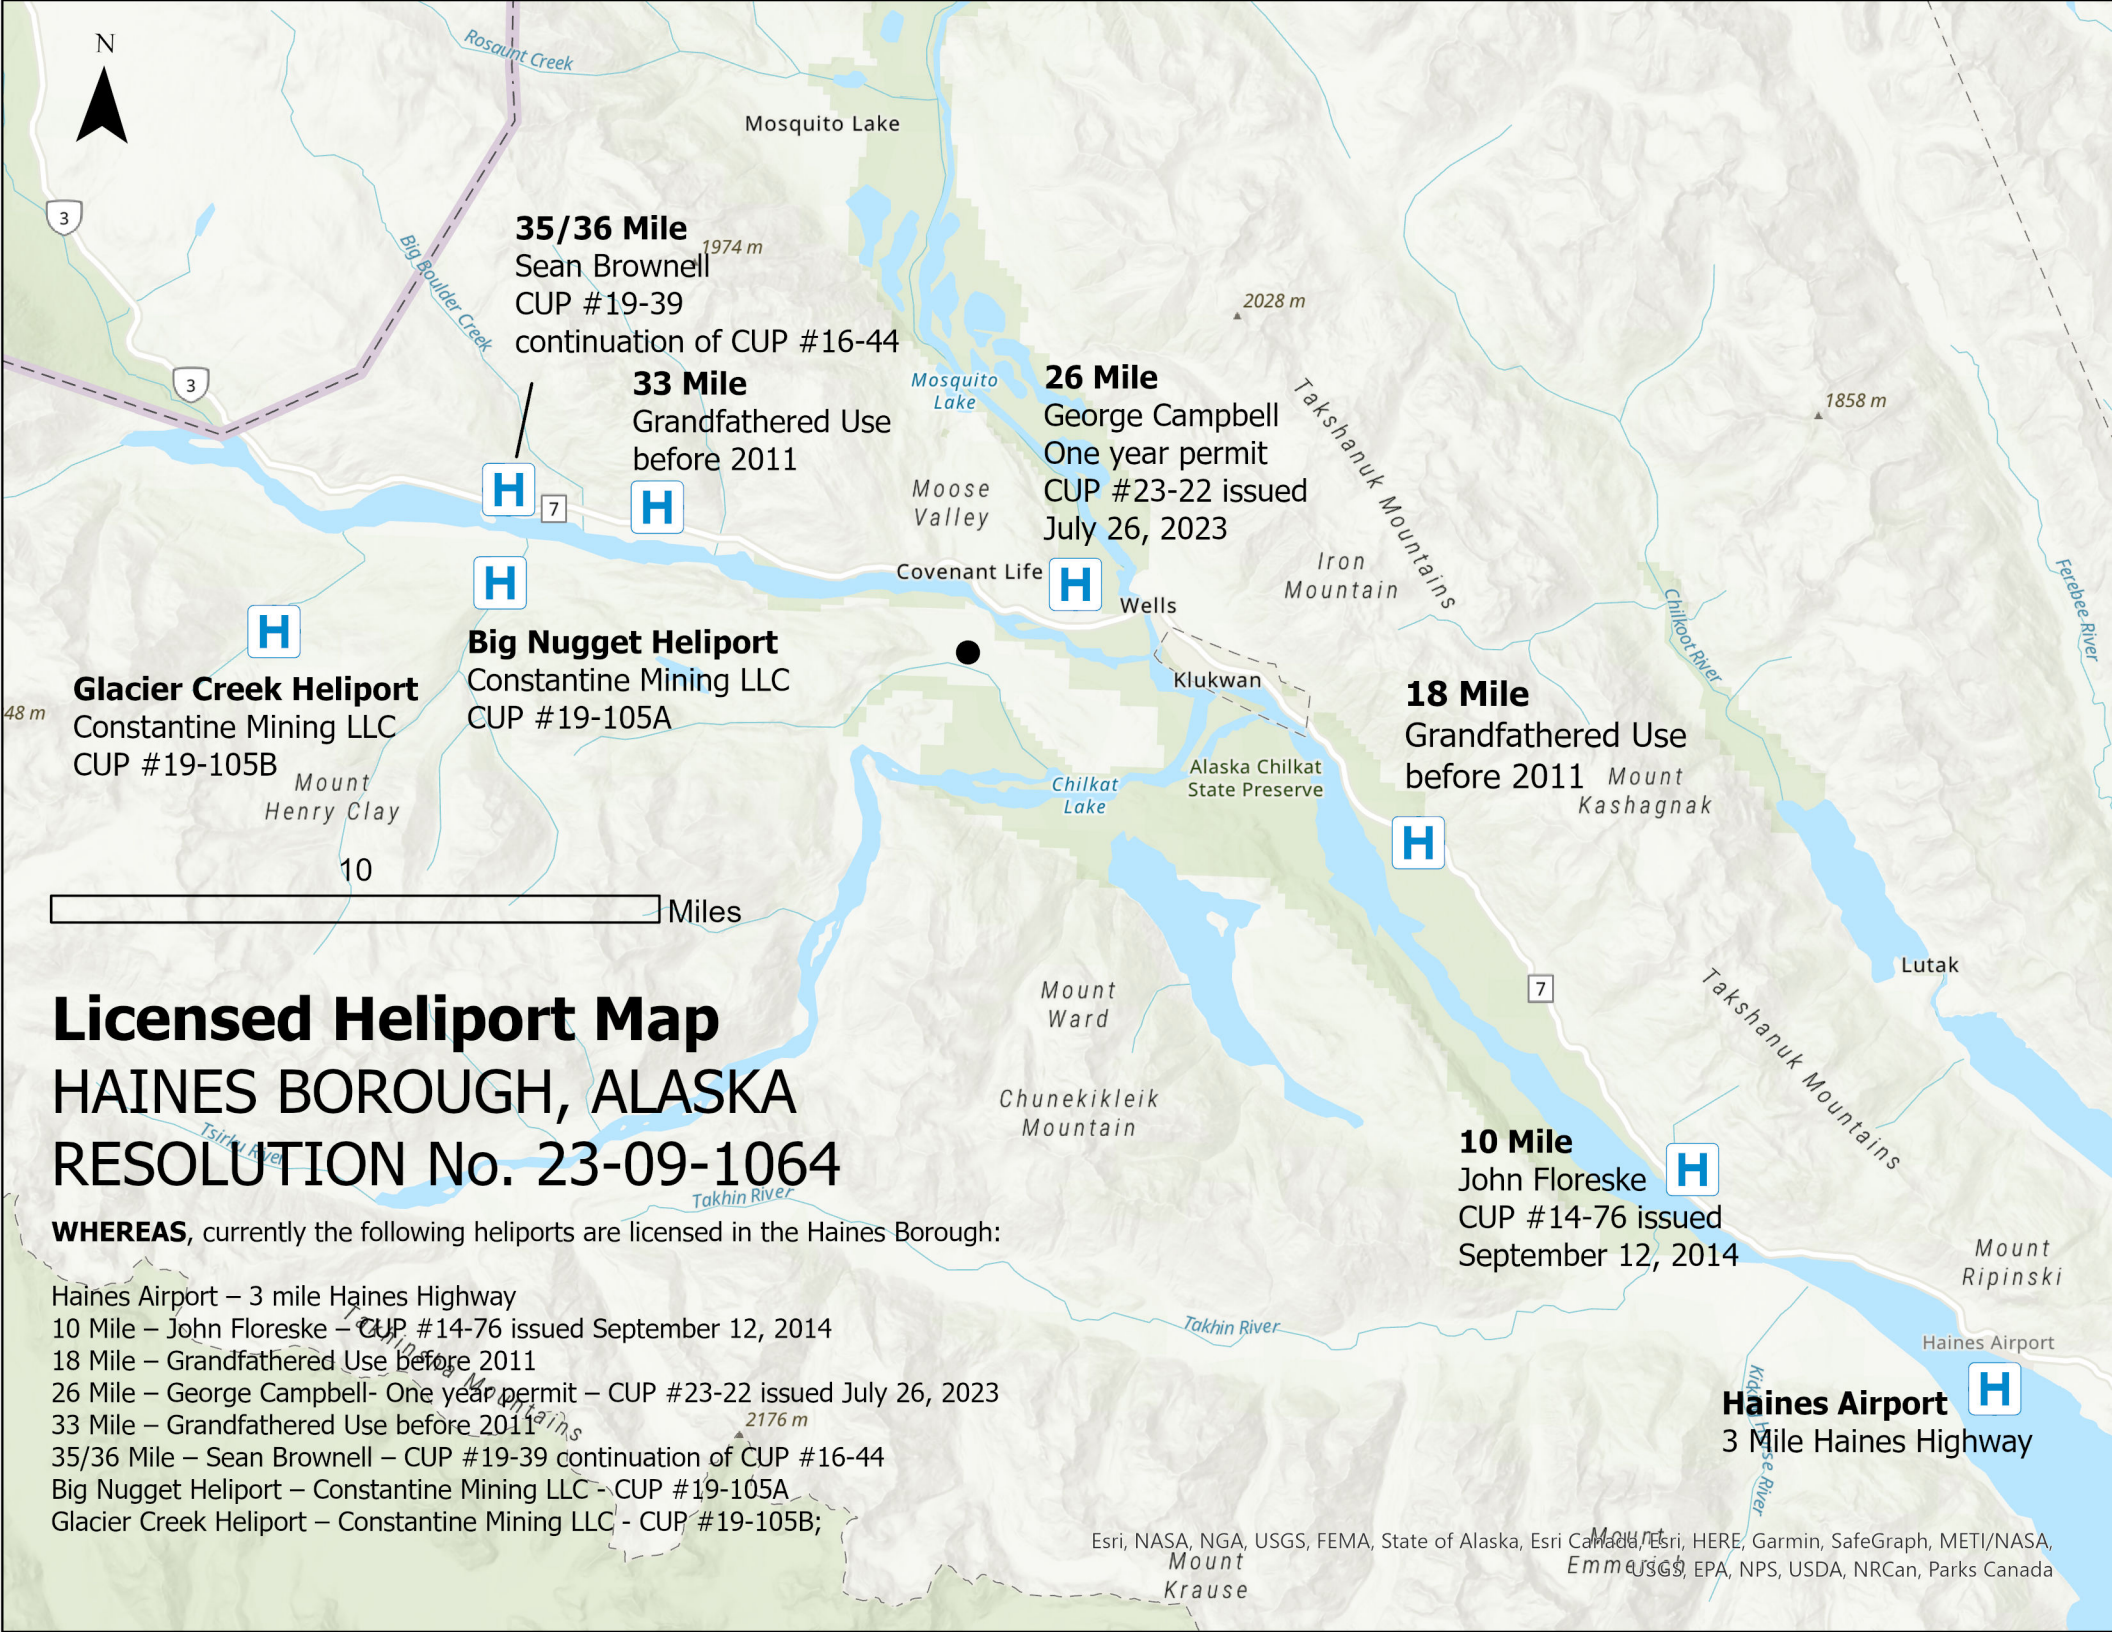 N
Rosaunt Creek
Mosquito Lake
3
35/36 Mile
Sean Brownell
CUP #19-39
continuation of CUP #16-44
1974 m
Big Boulder Creek
2028 m
3
33 Mile
Grandfathered Use
before 2011
Mosquito
Lake
26 Mile
George Campbell
One year permit
CUP #23-22 issued
July 26, 2023
Takshanuk Mountains
1858 m
H
7
H
Moose
Valley
Iron
Mountain
Covenant Life
H
Wells
H
H
Ferebee River
Chilkoot River
Big Nugget Heliport
Constantine Mining LLC
CUP #19-105A
Glacier Creek Heliport
Constantine Mining LLC
CUP #19-105B
48 m
Klukwan
18 Mile
Grandfathered Use
before 2011
Mount
Kashagnak
Mount
Henry Clay
Chilkat
Lake
Alaska Chilkat
State Preserve
H
10
Miles
Lutak
7
Mount
Ward
Takshanuk Mountains
Chunekikleik
Mountain
Licensed Heliport Map
HAINES BOROUGH, ALASKA
RESOLUTION No. 23-09-1064
Tsirku River
Takhin River
10 Mile
John Floreske
CUP #14-76 issued
September 12, 2014
H
WHEREAS, currently the following heliports are licensed in the Haines Borough:
Mount
Ripinski
Haines Airport – 3 mile Haines Highway
10 Mile – John Floreske – CUP #14-76 issued September 12, 2014
18 Mile – Grandfathered Use before 2011
26 Mile – George Campbell- One year permit – CUP #23-22 issued July 26, 2023
33 Mile – Grandfathered Use before 2011
35/36 Mile – Sean Brownell – CUP #19-39 continuation of CUP #16-44
Big Nugget Heliport – Constantine Mining LLC - CUP #19-105A
Glacier Creek Heliport – Constantine Mining LLC - CUP #19-105B;
Takhinsha Mountains
2176 m
Takhin River
Haines Airport
H
Haines Airport
3 Mile Haines Highway
Kicking Horse River
Mount
Krause
Mount
Emmerich
Esri, NASA, NGA, USGS, FEMA, State of Alaska, Esri Canada, Esri, HERE, Garmin, SafeGraph, METI/NASA,
USGS, EPA, NPS, USDA, NRCan, Parks Canada